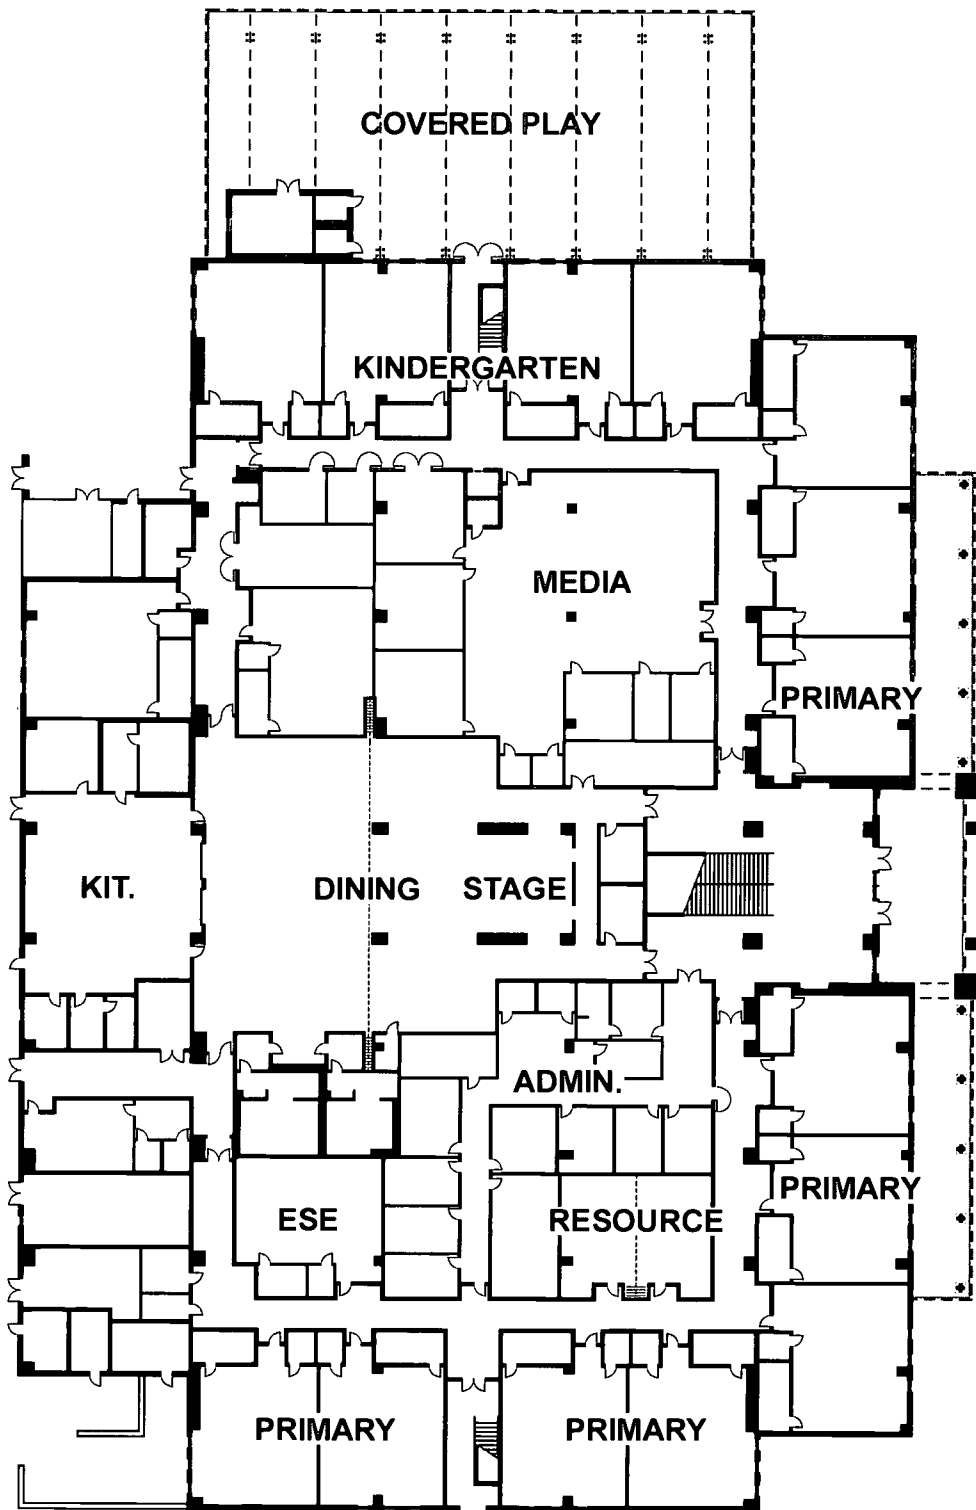 COVERED PLAY
KINDERGARTEN
MEDIA
PRIMARY
KIT.
DINING
STAGE
ADMIN.
PRIMARY
ESE
RESOURCE
PRIMARY
PRIMARY